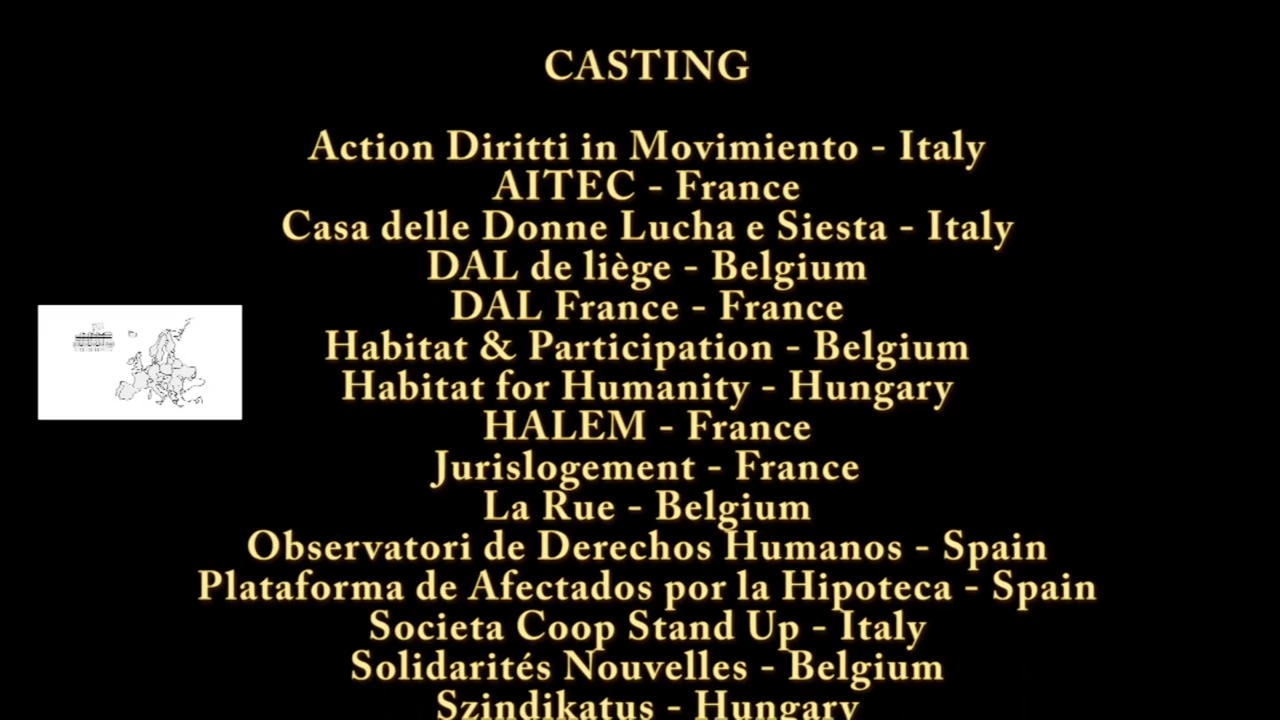 CASTING
Action Diritti in Movimiento - Italy
AITEC - France
Casa delle Donne Lucha e Siesta - Italy
DAL de liège - Belgium
DAL France - France
Habitat & Participation - Belgium
Habitat for Humanity - Hungary
HALEM - France
Jurislogement - France
La Rue - Belgium
Observatori de Derechos Humanos - Spain
Plataforma de Afectados por la Hipoteca - Spain
Societa Coop Stand Up - Italy
Solidarités Nouvelles - Belgium
Szindikatus - Hungary